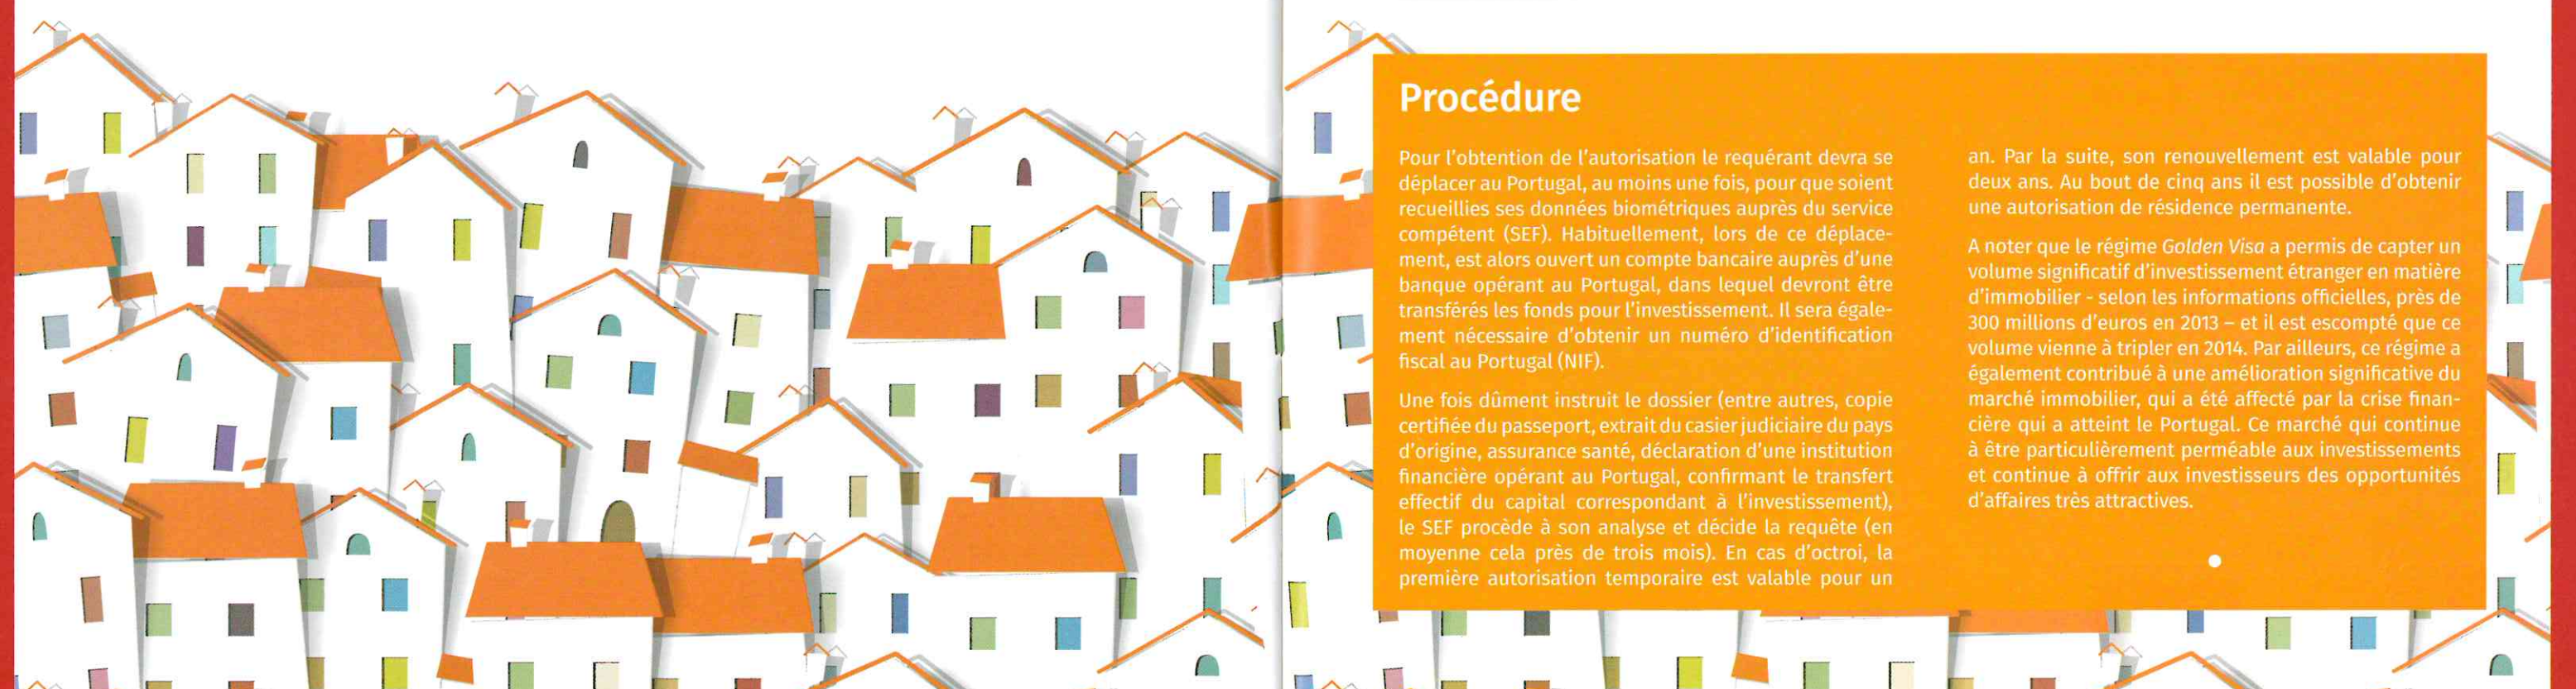 Procédure
Pour l'obtention de l'autorisation le requérant devra se
déplacer au Portugal, au moins une fois, pour que soient
recueillies ses données biométriques auprès du service
compétent (SEF). Habituellement, lors de ce déplace-
ment, est alors ouvert un compte bancaire auprès d'une
banque opérant au Portugal, dans lequel devront être
transférés les fonds pour l'investissement. Il sera égale-
ment nécessaire d'obtenir un numéro d'identification
fiscal au Portugal (NIF).
Une fois dûment instruit le dossier (entre autres, copie
certifiée du passeport, extrait du casier judiciaire du pays
d'origine, assurance santé, déclaration d'une institution
financière opérant au Portugal, confirmant le transfert
effectif du capital correspondant à l'investissement),
le SEF procède à son analyse et décide la requête (en
moyenne cela près de trois mois). En cas d'octroi, la
première autorisation temporaire est valable pour un
an. Par la suite, son renouvellement est valable pour
deux ans. Au bout de cinq ans il est possible d'obtenir
une autorisation de résidence permanente.
A noter que le régime Golden Visa a permis de capter un
volume significatif d'investissement étranger en matière
d'immobilier - selon les informations officielles, près de
300 millions d'euros en 2013 – et il est escompté que ce
volume vienne à tripler en 2014. Par ailleurs, ce régime a
également contribué à une amélioration significative du
marché immobilier, qui a été affecté par la crise finan-
cière qui a atteint le Portugal. Ce marché qui continue
à être particulièrement perméable aux investissements
et continue à offrir aux investisseurs des opportunités
d'affaires très attractives.